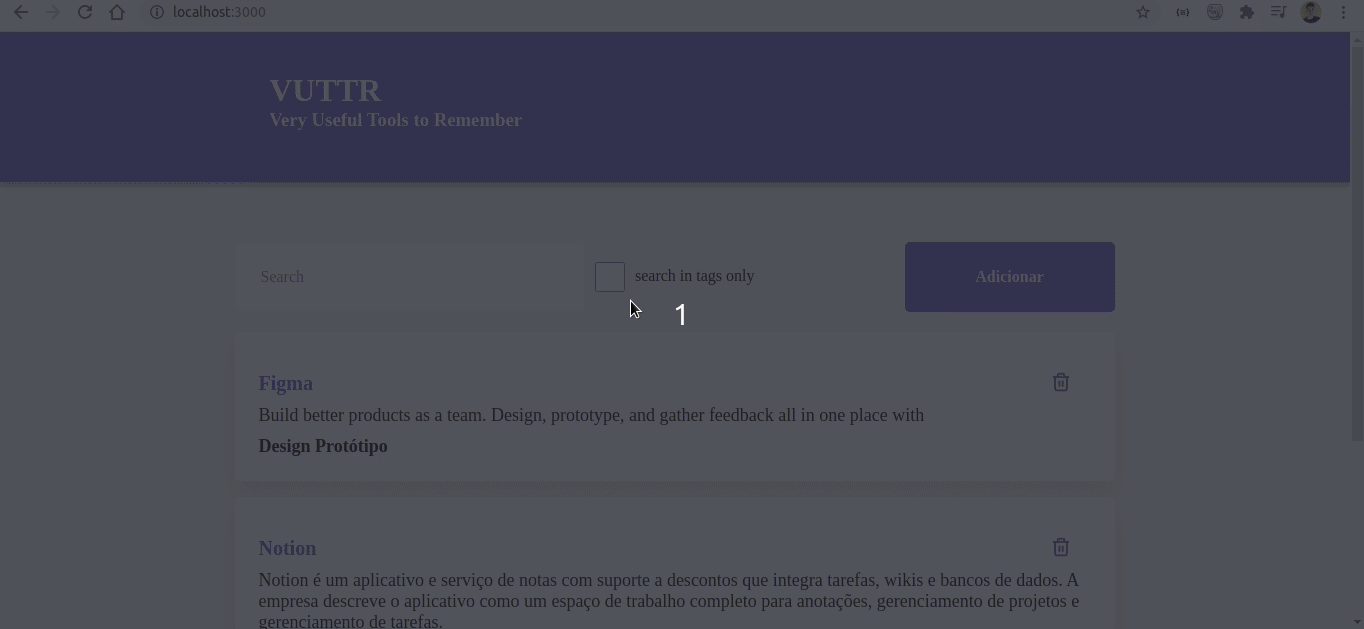 localhost:3000
VUTTR
Very Useful Tools to Remember
Search
search in tags only
Adicionar
1
Figma
Build better products as a team. Design, prototype, and gather feedback all in one place with
Design Protótipo
Notion
Notion é um aplicativo e serviço de notas com suporte a descontos que integra tarefas, wikis e bancos de dados. A
empresa descreve o aplicativo como um espaço de trabalho completo para anotações, gerenciamento de projetos e
gerenciamento de tarefas.